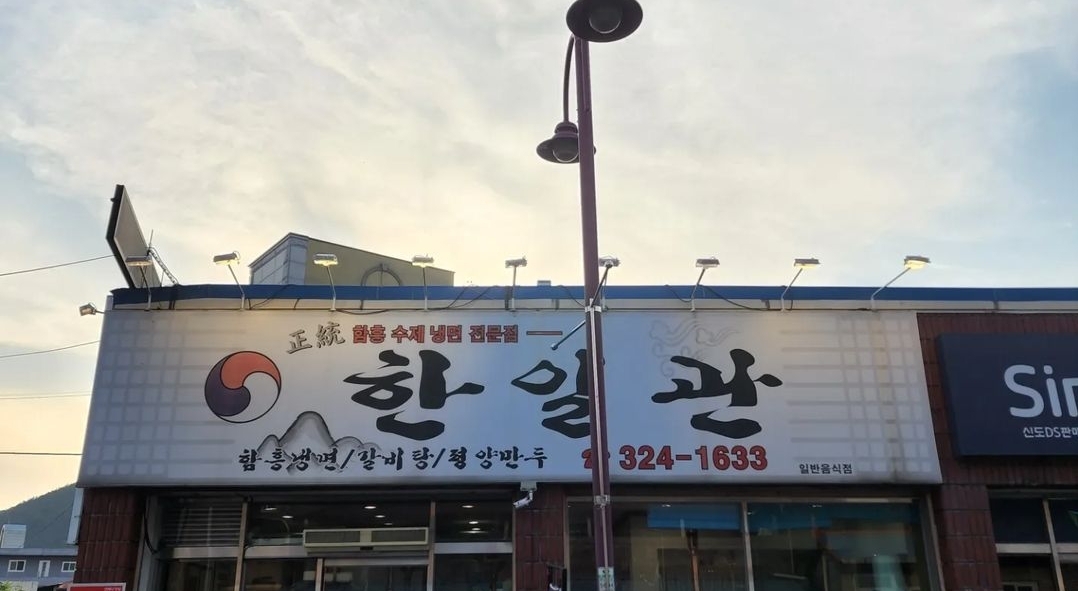 正統 함흥 수제 냉면 전문점
한일관
함흥냉면/갈비탕/평양만두 ☎ 324-1633
일반음식점
Sin
신도DS판매